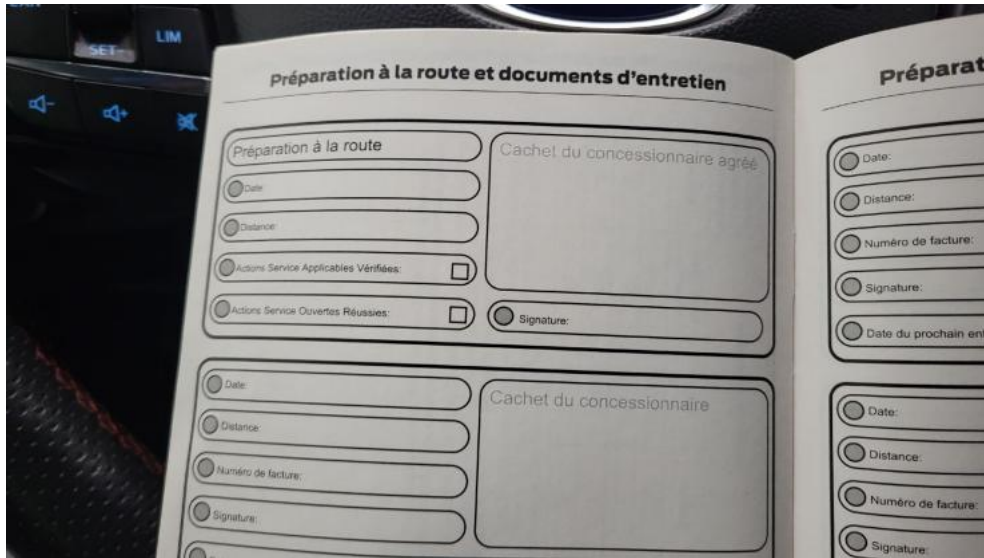 LIM
SET-
Préparation à la route et documents d'entretien
Préparation à la route
Date:
Distance:
Actions Service Applicables Vérifiées:
Actions Service Ouvertes Réussies:
Cachet du concessionnaire agréé
Signature:
Date:
Distance:
Numéro de facture:
Signature:
Cachet du concessionnaire
Préparat
Date:
Distance:
Numéro de facture:
Signature:
Date du prochain ent
Date:
Distance:
Numéro de facture:
Signature: